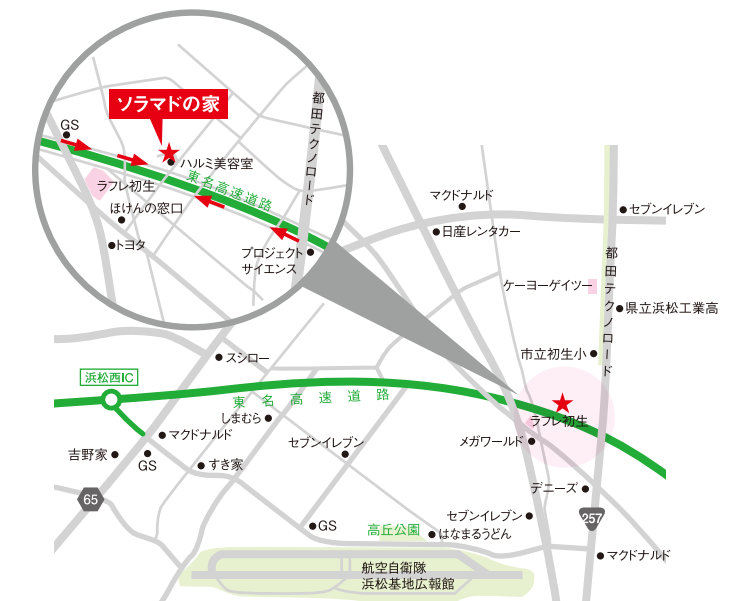 ソラマドの家
GS
ハルミ美容室
都田テクノロード
東名高速道路
ラフレ初生
ほけんの窓口
トヨタ
プロジェクト
サイエンス
マクドナルド
セブンイレブン
日産レンタカー
都田テクノロード
ケーヨーゲイツー
県立浜松工業高
市立初生小
スシロー
浜松西IC
東名高速道路
しまむら
ラフレ初生
マクドナルド
セブンイレブン
メガワールド
吉野家
GS
すき家
デニーズ
65
セブンイレブン
257
GS
高丘公園
はなまるうどん
マクドナルド
航空自衛隊
浜松基地広報館